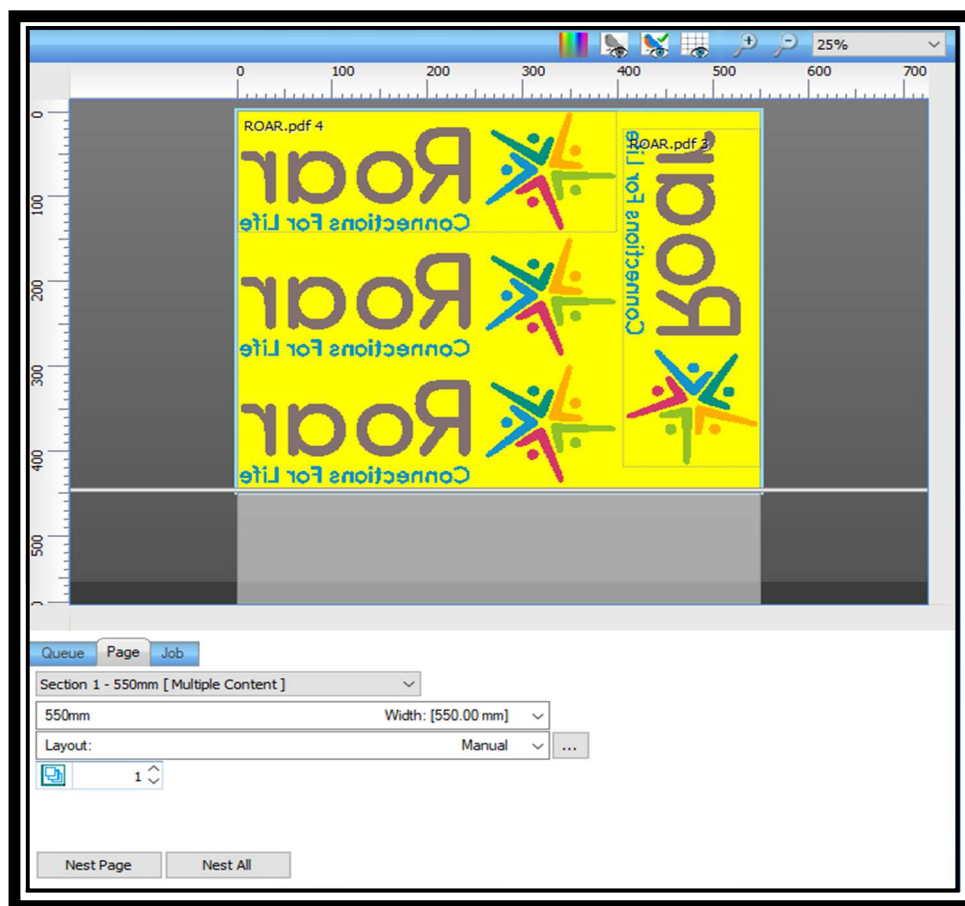 25%
0 100 200 300 400 500 600 700
0
100
200
300
400
500
ROAR.pdf 4
Roar
Connections For Life
Roar
Connections For Life
Roar
Connections For Life
ROAR.pdf 3
Roar
Connections For Life
Queue Page Job
Section 1 - 550mm [ Multiple Content ]
550mm Width: [550.00 mm]
Layout: Manual ...
1
Nest Page Nest All